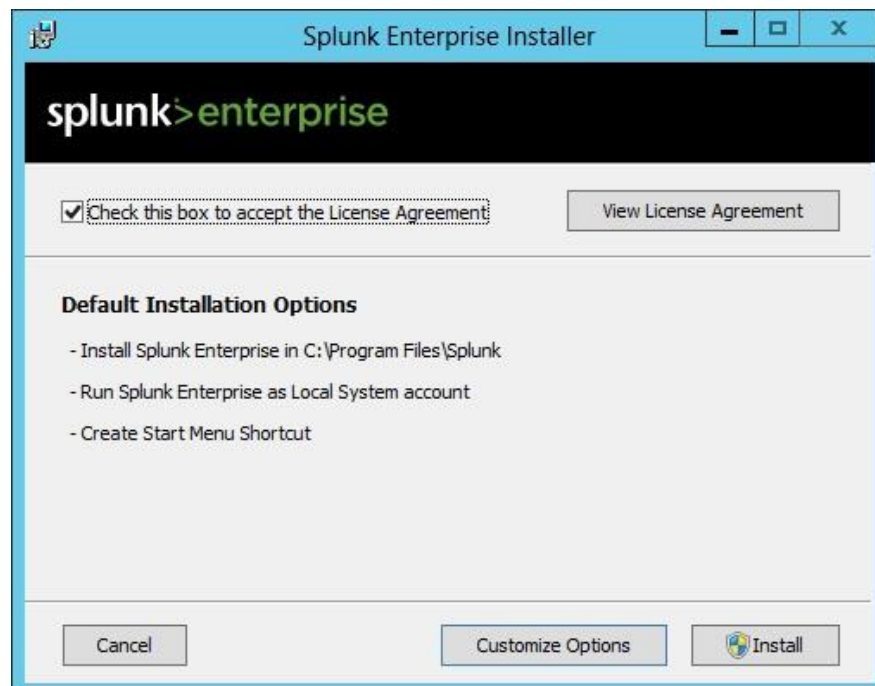 Splunk Enterprise Installer
splunk>enterprise
Check this box to accept the License Agreement
View License Agreement
Default Installation Options
- Install Splunk Enterprise in C:\Program Files\Splunk
- Run Splunk Enterprise as Local System account
- Create Start Menu Shortcut
Cancel
Customize Options
Install